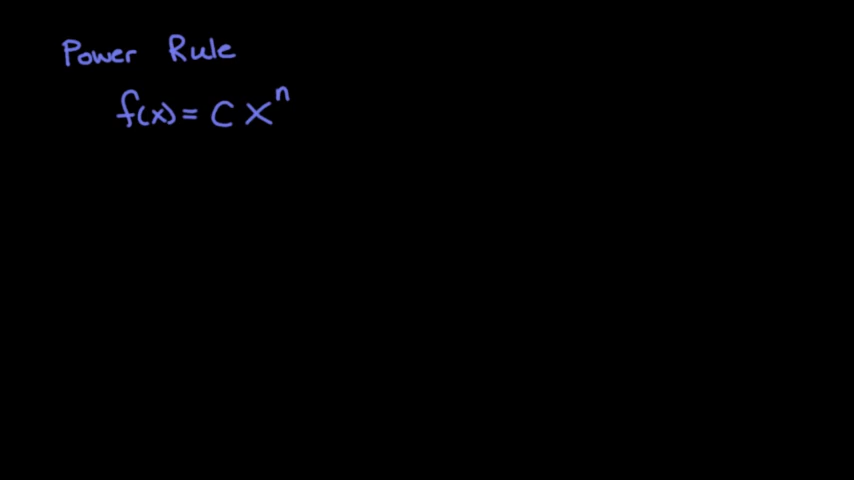 Power Rule
f(x) = C x^n